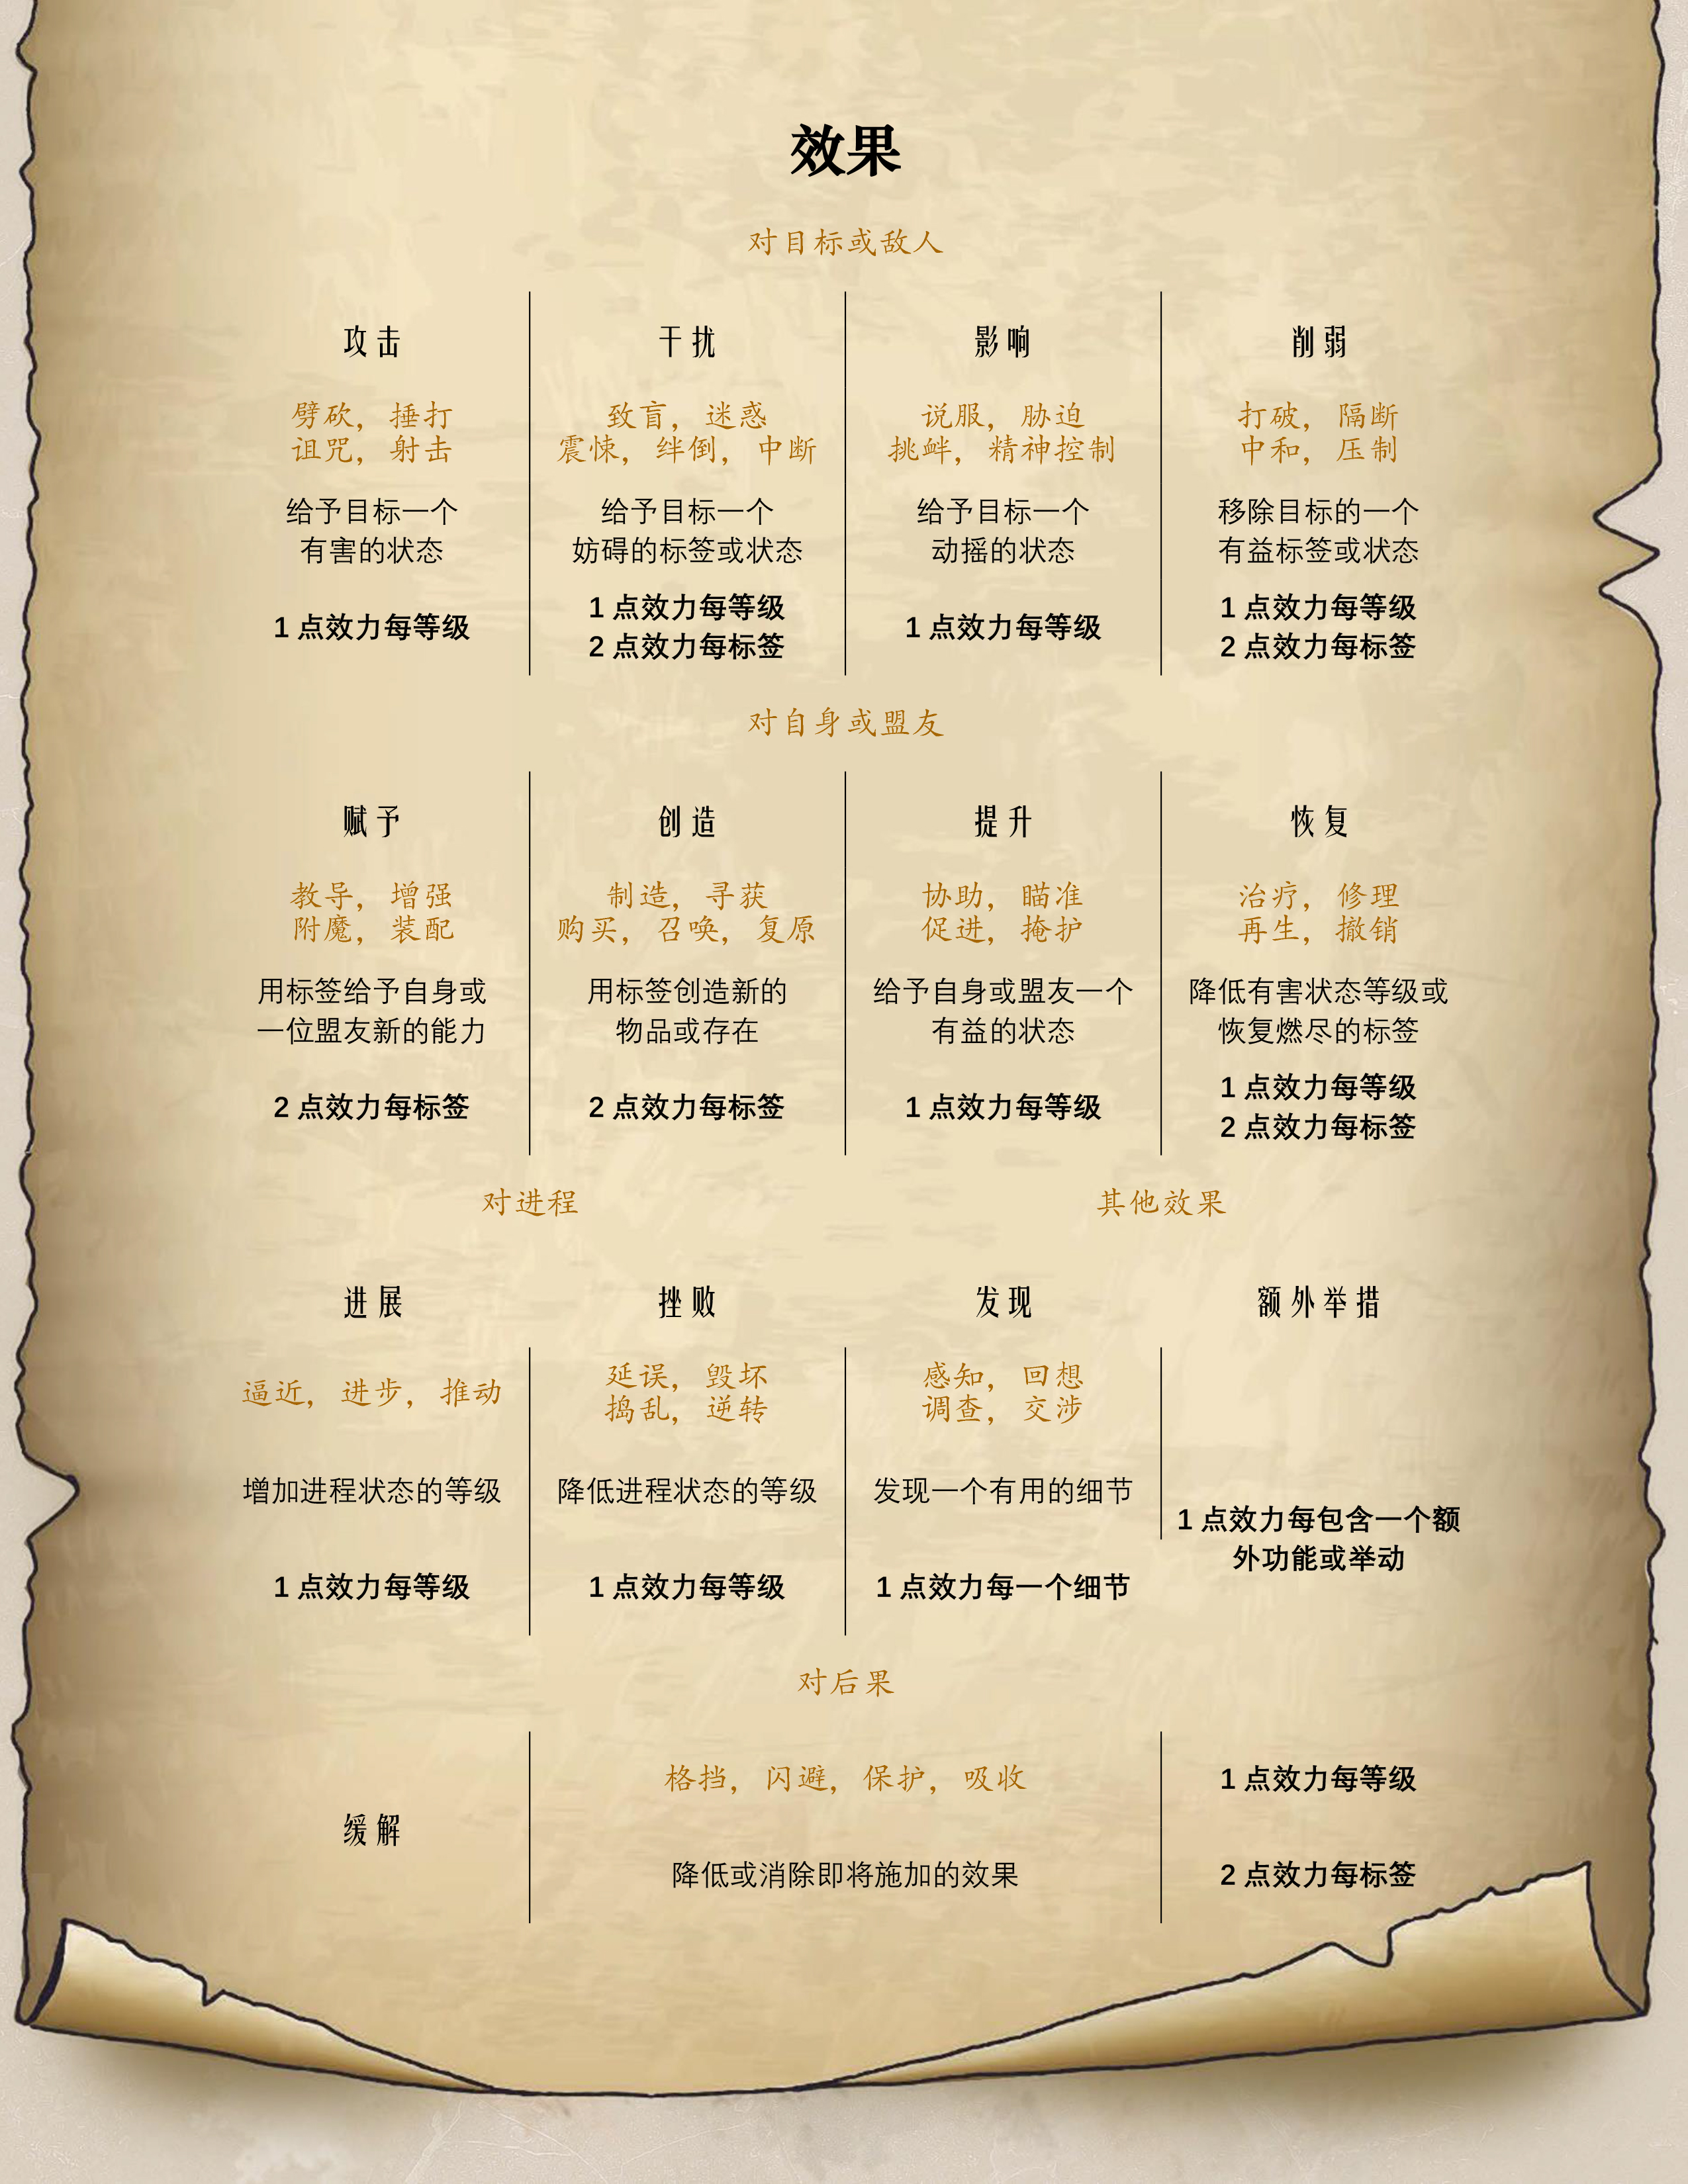 效果
对目标或敌人
攻击
劈砍，捶打
诅咒，射击
给予目标一个
有害的状态
1 点效力每等级
干扰
致盲，迷惑
震悚，绊倒，中断
给予目标一个
妨碍的标签或状态
1 点效力每等级
2 点效力每标签
影响
说服，胁迫
挑衅，精神控制
给予目标一个
动摇的状态
1 点效力每等级
削弱
打破，隔断
中和，压制
移除目标的一个
有益标签或状态
1 点效力每等级
2 点效力每标签
对自身或盟友
赋予
教导，增强
附魔，装配
用标签给予自身或
一位盟友新的能力
2 点效力每标签
创造
制造，寻获
购买，召唤，复原
用标签创造新的
物品或存在
2 点效力每标签
提升
协助，瞄准
促进，掩护
给予自身或盟友一个
有益的状态
1 点效力每等级
恢复
治疗，修理
再生，撤销
降低有害状态等级或
恢复燃尽的标签
1 点效力每等级
2 点效力每标签
对进程
进展
逼近，进步，推动
增加进程状态的等级
1 点效力每等级
挫败
延误，毁坏
捣乱，逆转
降低进程状态的等级
1 点效力每等级
其他效果
发现
感知，回想
调查，交涉
发现一个有用的细节
1 点效力每一个细节
额外举措
1 点效力每包含一个额
外功能或举动
对后果
缓解
格挡，闪避，保护，吸收
降低或消除即将施加的效果
1 点效力每等级
2 点效力每标签